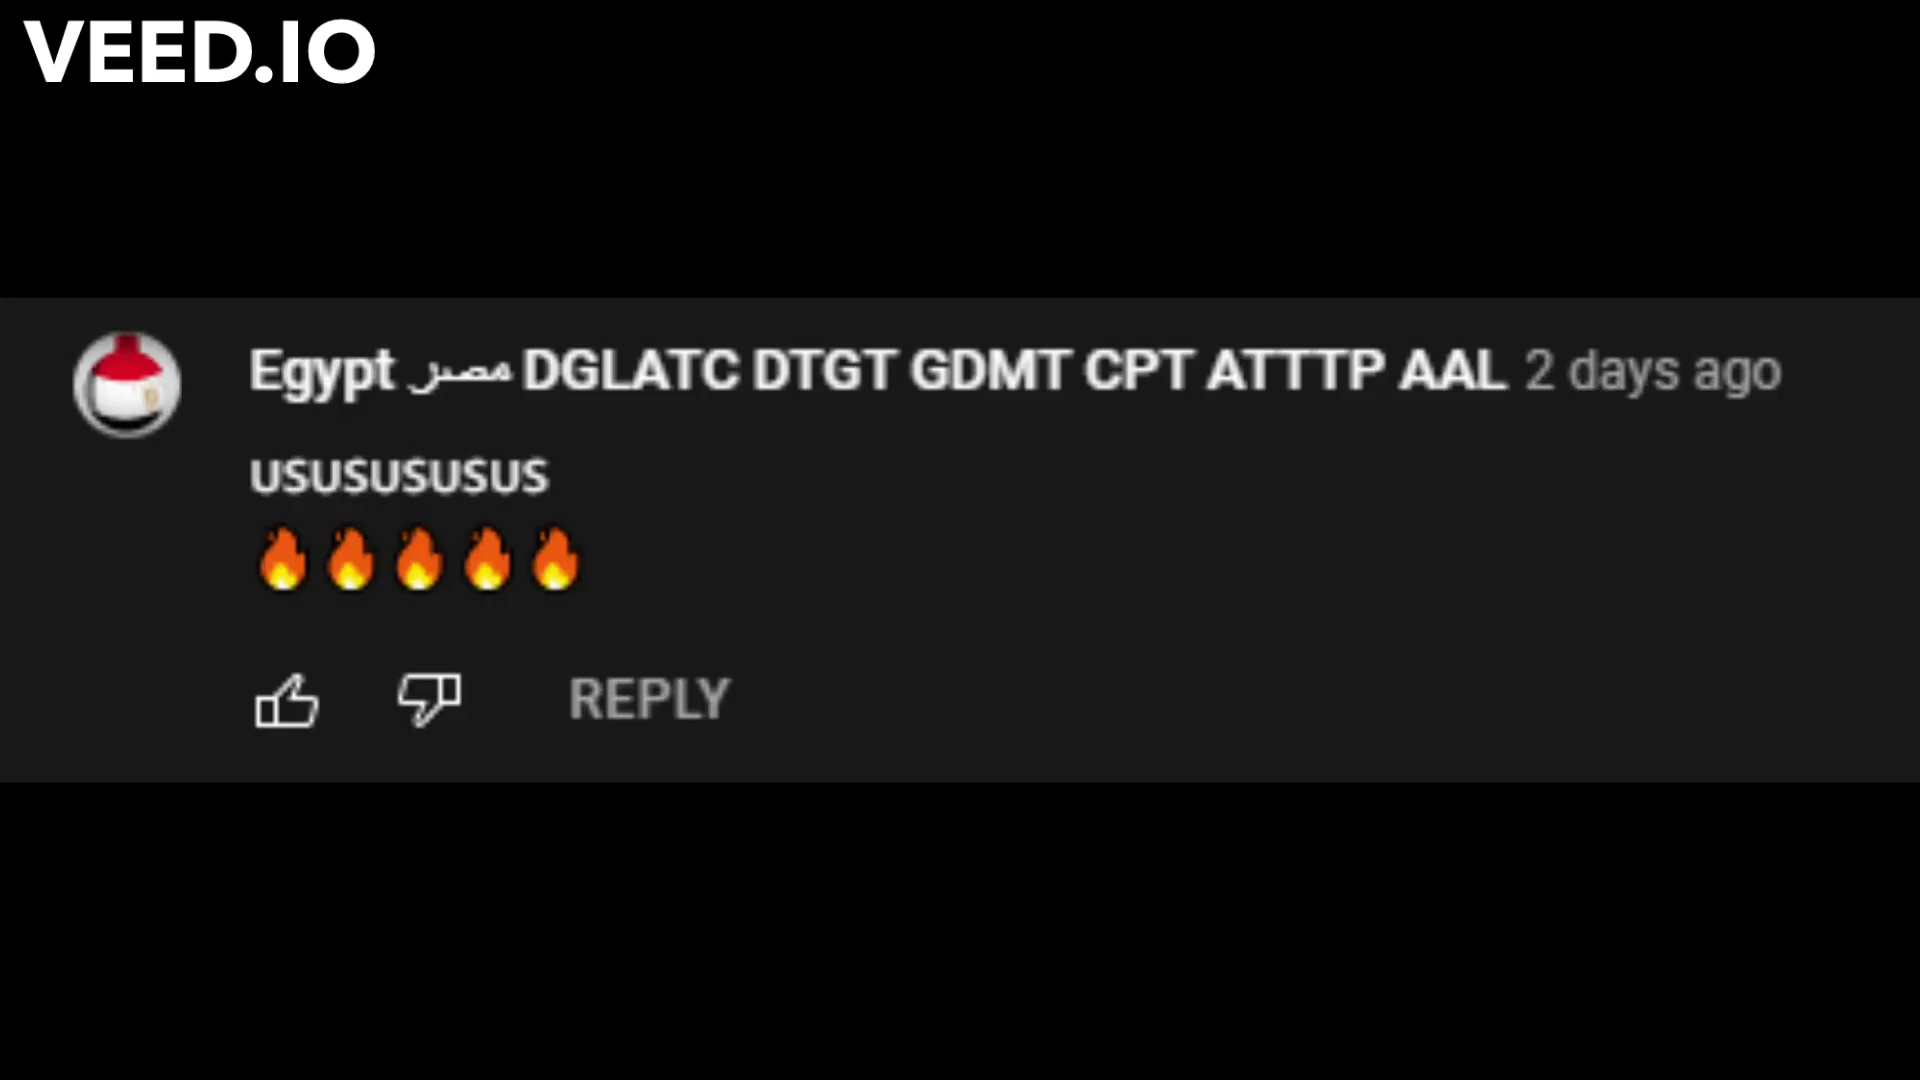 VEED.IO
Egypt مصر DGLATC DTGT GDMT CPT ATTTP AAL 2 days ago
ususususus
🔥🔥🔥🔥🔥
REPLY